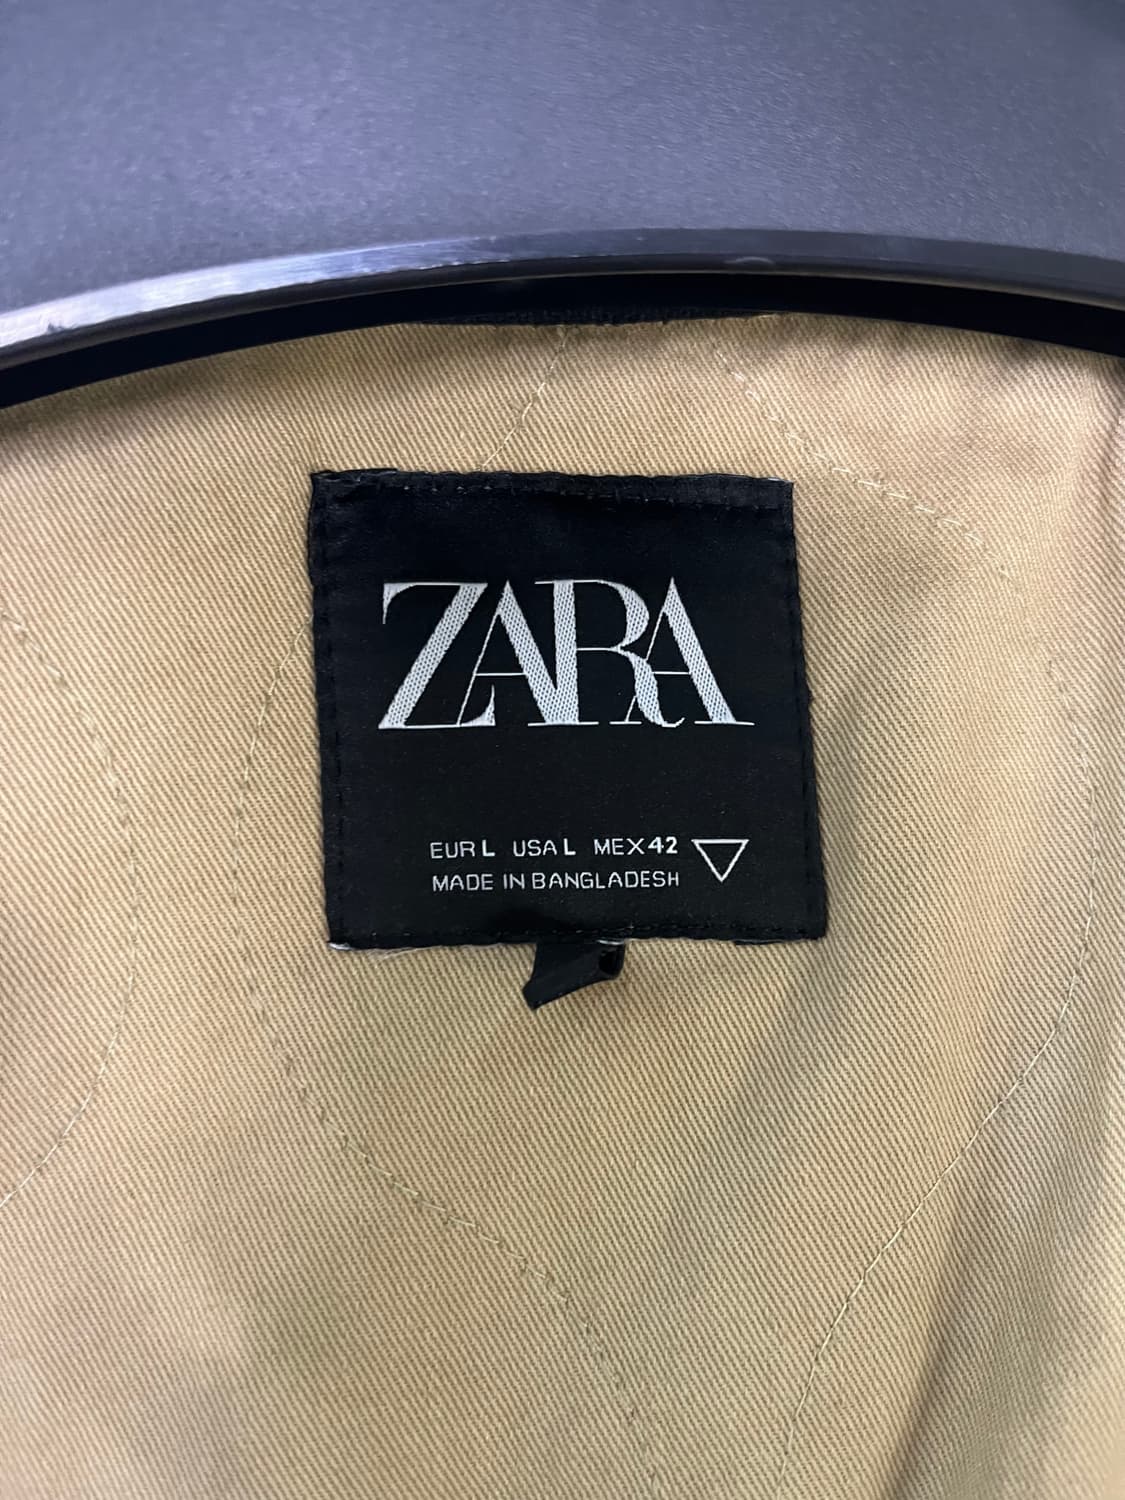 ZARA
EUR L USA L MEX 42
MADE IN BANGLADESH